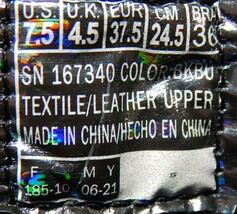 U.S. U.K. EUR CM BRA
7.5 4.5 37.5 24.5 36
SN 167340 COLOR:BKBU
TEXTILE/LEATHER UPPER
MADE IN CHINA/HECHO EN CHINA
F M Y
185-10 06-21 S